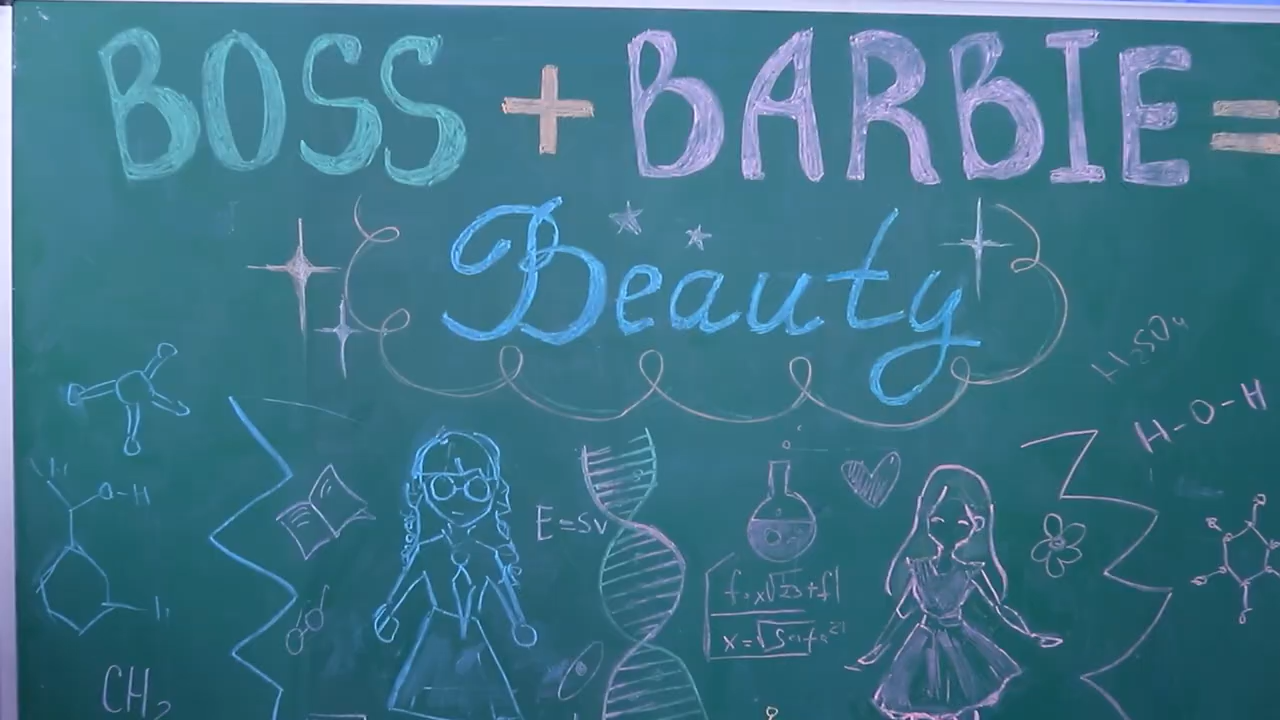 BOSS + BARBIE =
Beauty
H₂SO₄
H-O-H
O-H
E=SV
CH₂